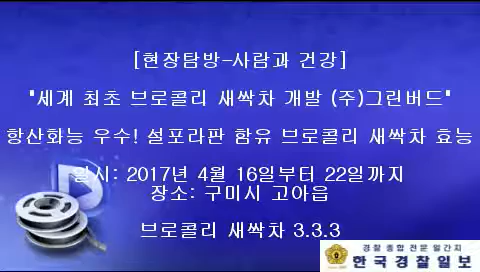 [현장탐방-사람과 건강]
"세계 최초 브로콜리 새싹차 개발 (주)그린버드"
항산화능 우수! 설포라판 함유 브로콜리 새싹차 효능
일시: 2017년 4월 16일부터 22일까지
장소: 구미시 고아읍
브로콜리 새싹차 3.3.3
경찰 종합 전문 일간지
한국경찰일보